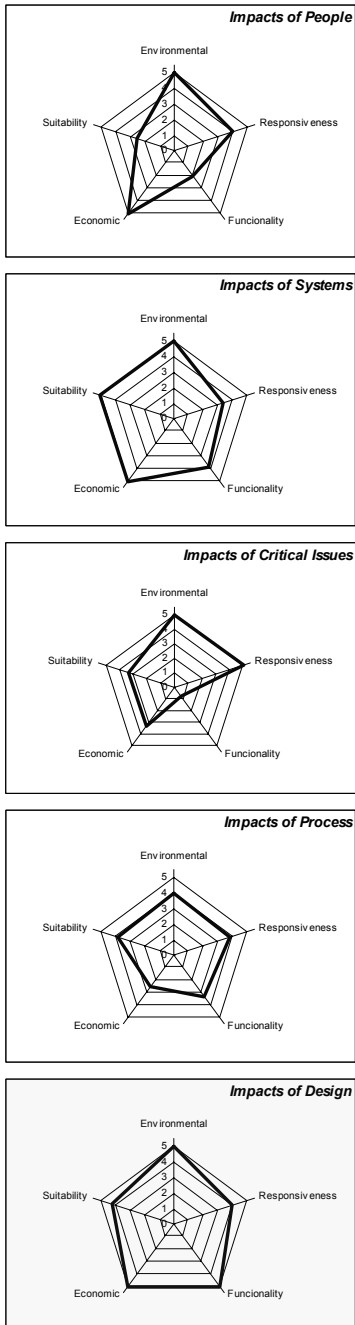 Impacts of People
Environmental
5
4
3
2
1
0
Suitability
Responsiveness
Economic
Funcionality
Impacts of Systems
Environmental
5
4
3
2
1
0
Suitability
Responsiveness
Economic
Funcionality
Impacts of Critical Issues
Environmental
5
4
3
2
1
0
Suitability
Responsiveness
Economic
Funcionality
Impacts of Process
Environmental
5
4
3
2
1
0
Suitability
Responsiveness
Economic
Funcionality
Impacts of Design
Environmental
5
4
3
2
1
0
Suitability
Responsiveness
Economic
Funcionality